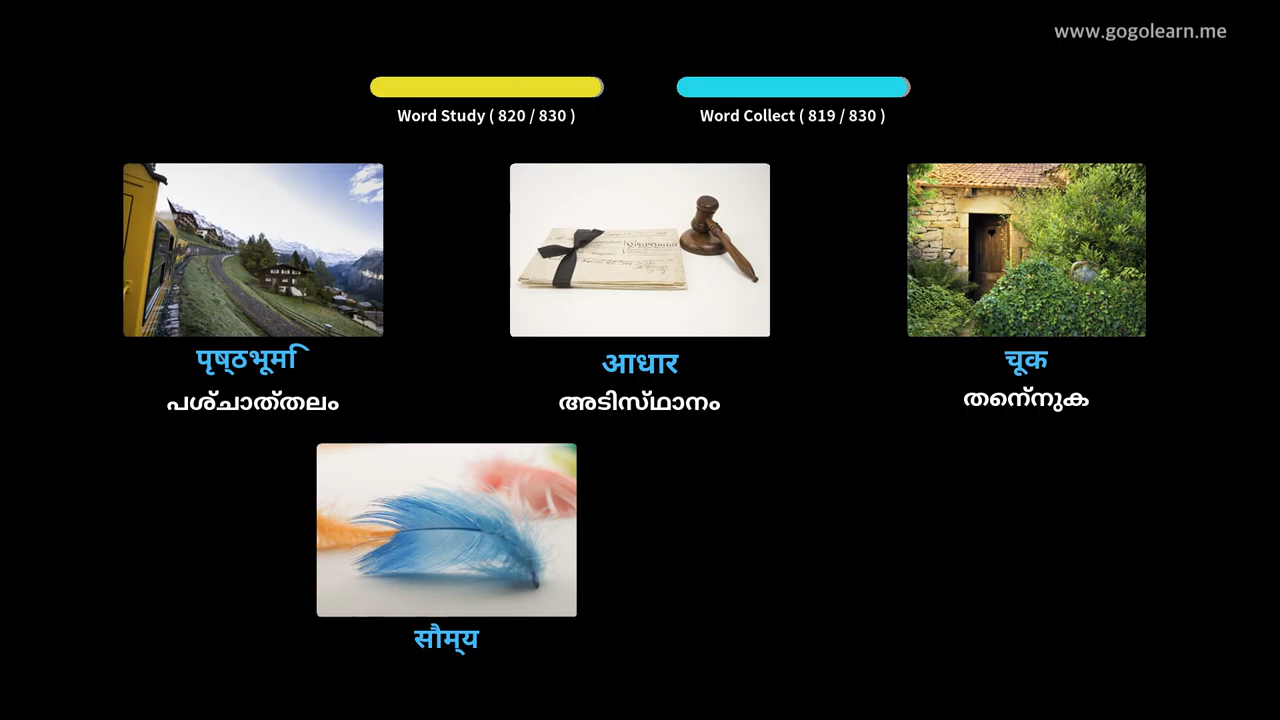 www.gogolearn.me
Word Study ( 820 / 830 )
Word Collect ( 819 / 830 )
पृष्ठभूमि
आधार
चूक
പശ്ചാത്തലം
അടിസ്ഥാനം
തെന്നുക
सौम्य